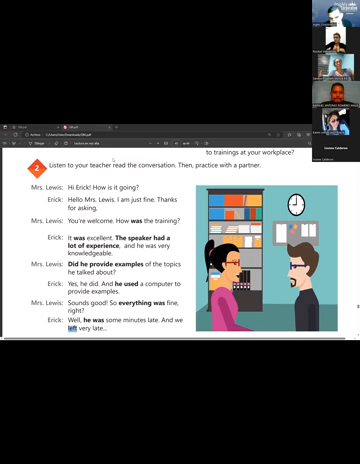 to trainings at your workplace?
2 Listen to your teacher read the conversation. Then, practice with a partner.
Mrs. Lewis: Hi Erick! How is it going?
Erick: Hello Mrs. Lewis. I am just fine. Thanks
for asking.
Mrs. Lewis: You're welcome. How was the training?
Erick: It was excellent. The speaker had a
lot of experience, and he was very
knowledgeable.
Mrs. Lewis: Did he provide examples of the topics
he talked about?
Erick: Yes, he did. And he used a computer to
provide examples.
Mrs. Lewis: Sounds good! So everything was fine,
right?
Erick: Well, he was some minutes late. And we
left very late...